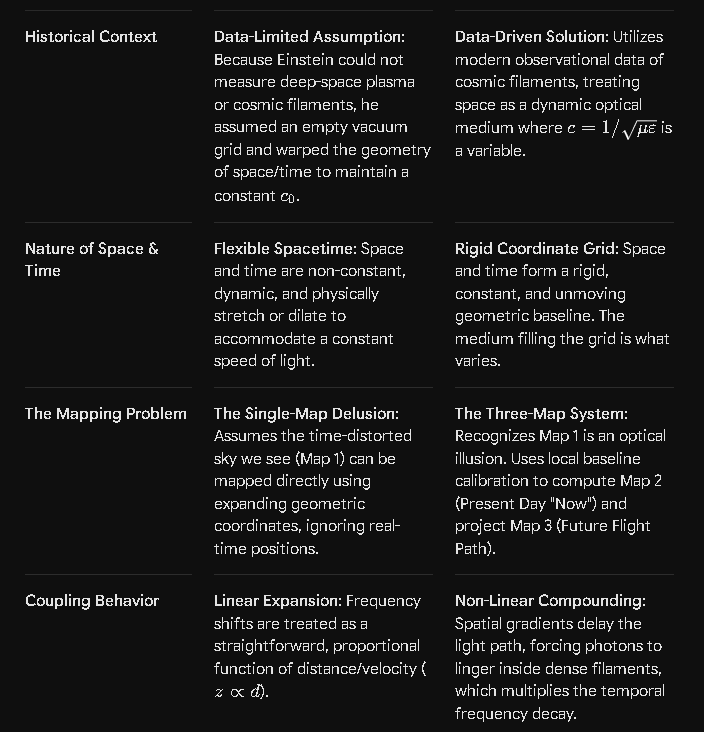 Historical Context
Data-Limited Assumption:
Because Einstein could not
measure deep-space plasma
or cosmic filaments, he
assumed an empty vacuum
grid and warped the geometry
of space/time to maintain a
constant c₀.
Data-Driven Solution: Utilizes
modern observational data of
cosmic filaments, treating
space as a dynamic optical
medium where c = 1/√με is
a variable.
Nature of Space &
Time
Flexible Spacetime: Space
and time are non-constant,
dynamic, and physically
stretch or dilate to
accommodate a constant
speed of light.
Rigid Coordinate Grid: Space
and time form a rigid,
constant, and unmoving
geometric baseline. The
medium filling the grid is what
varies.
The Mapping Problem
The Single-Map Delusion:
Assumes the time-distorted
sky we see (Map 1) can be
mapped directly using
expanding geometric
coordinates, ignoring real-
time positions.
The Three-Map System:
Recognizes Map 1 is an optical
illusion. Uses local baseline
calibration to compute Map 2
(Present Day "Now") and
project Map 3 (Future Flight
Path).
Coupling Behavior
Linear Expansion: Frequency
shifts are treated as a
straightforward, proportional
function of distance/velocity (
z ∝ d).
Non-Linear Compounding:
Spatial gradients delay the
light path, forcing photons to
linger inside dense filaments,
which multiplies the temporal
frequency decay.